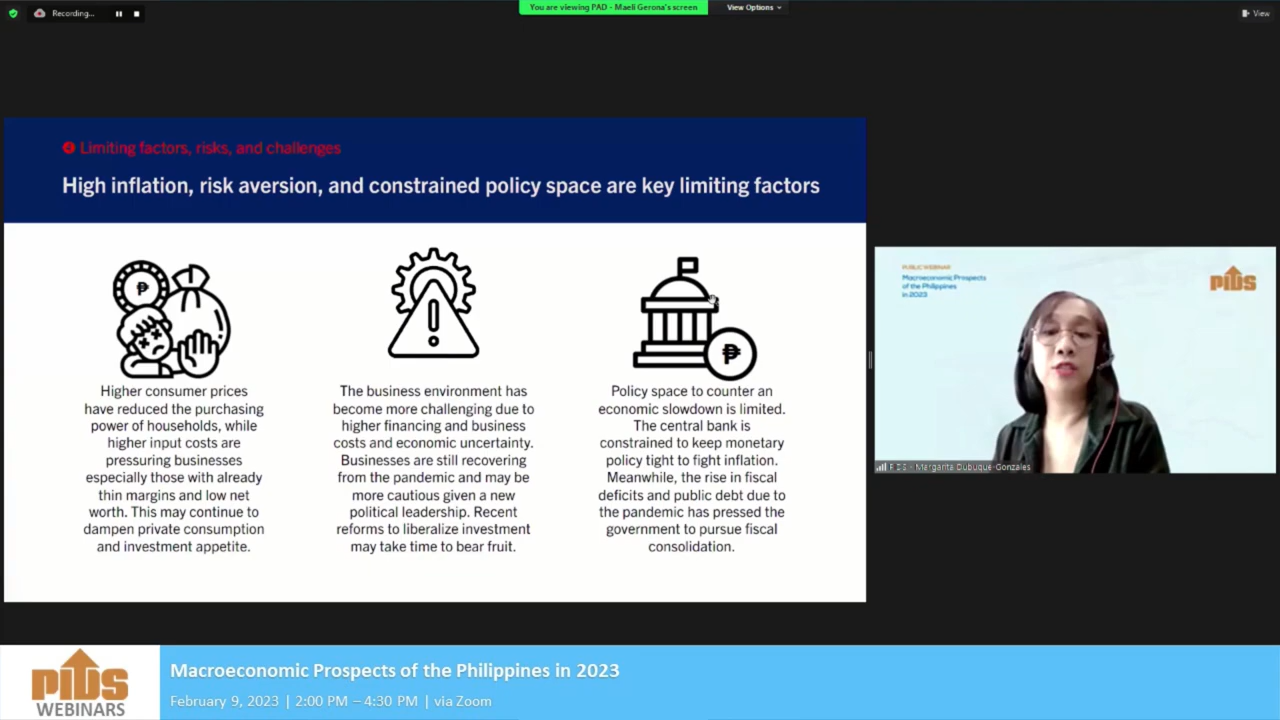 Recording...
You are viewing PAD - Maeli Gerona's screen
View Options
View
4 Limiting factors, risks, and challenges
High inflation, risk aversion, and constrained policy space are key limiting factors
₱
Higher consumer prices
have reduced the purchasing
power of households, while
higher input costs are
pressuring businesses
especially those with already
thin margins and low net
worth. This may continue to
dampen private consumption
and investment appetite.
The business environment has
become more challenging due to
higher financing and business
costs and economic uncertainty.
Businesses are still recovering
from the pandemic and may be
more cautious given a new
political leadership. Recent
reforms to liberalize investment
may take time to bear fruit.
₱
Policy space to counter an
economic slowdown is limited.
The central bank is
constrained to keep monetary
policy tight to fight inflation.
Meanwhile, the rise in fiscal
deficits and public debt due to
the pandemic has pressed the
government to pursue fiscal
consolidation.
PUBLIC WEBINAR
Macroeconomic Prospects
of the Philippines
in 2023
PIDS
PIDS - Margarita Dubuque-Gonzales
PIDS
WEBINARS
Macroeconomic Prospects of the Philippines in 2023
February 9, 2023 | 2:00 PM – 4:30 PM | via Zoom